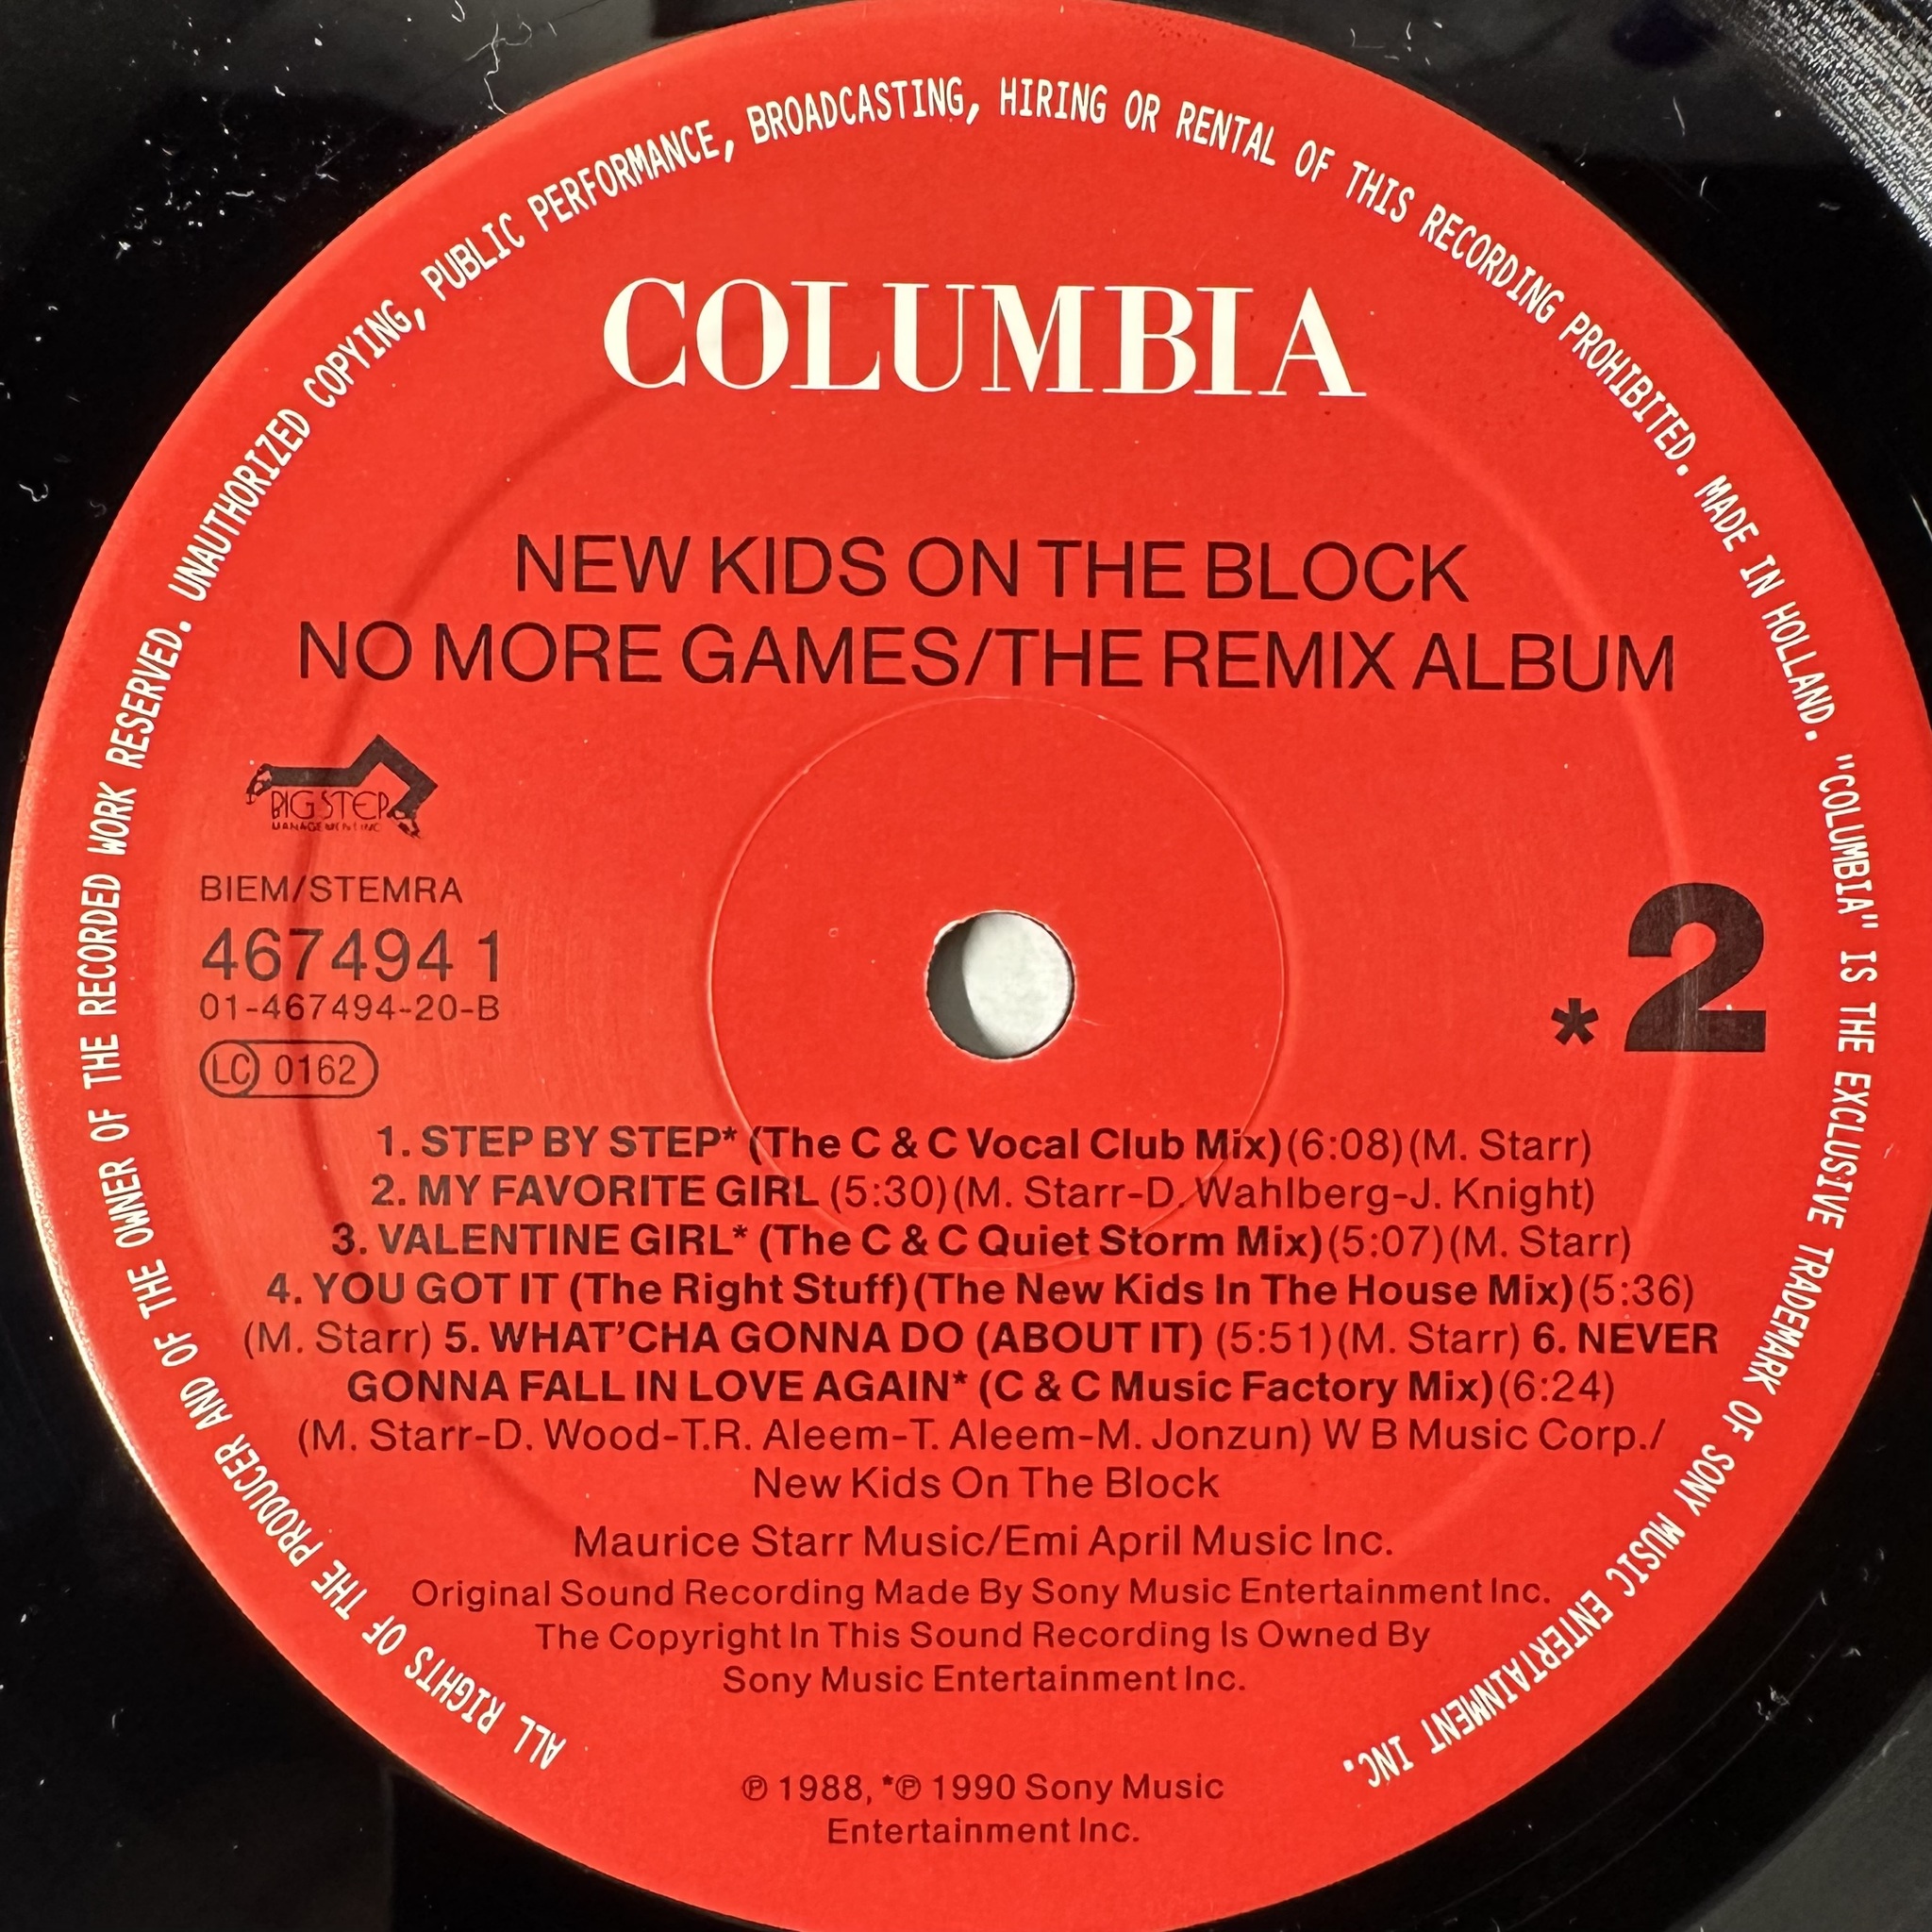 ALL RIGHTS OF THE PRODUCER AND OF THE OWNER OF THE RECORDED WORK RESERVED. UNAUTHORIZED COPYING, PUBLIC PERFORMANCE, BROADCASTING, HIRING OR RENTAL OF THIS RECORDING PROHIBITED. MADE IN HOLLAND. "COLUMBIA" IS THE EXCLUSIVE TRADEMARK OF SONY MUSIC ENTERTAINMENT INC.
COLUMBIA
NEW KIDS ON THE BLOCK
NO MORE GAMES/THE REMIX ALBUM
BIG STEP
MANAGEMENT INC
BIEM/STEMRA
467494 1
01-467494-20-B
LC 0162
*2
1. STEP BY STEP* (The C & C Vocal Club Mix)(6:08)(M. Starr)
2. MY FAVORITE GIRL (5:30)(M. Starr-D. Wahlberg-J. Knight)
3. VALENTINE GIRL* (The C & C Quiet Storm Mix)(5:07)(M. Starr)
4. YOU GOT IT (The Right Stuff)(The New Kids In The House Mix)(5:36)
(M. Starr) 5. WHAT'CHA GONNA DO (ABOUT IT) (5:51)(M. Starr) 6. NEVER
GONNA FALL IN LOVE AGAIN* (C & C Music Factory Mix)(6:24)
(M. Starr-D. Wood-T.R. Aleem-T. Aleem-M. Jonzun) W B Music Corp./
New Kids On The Block
Maurice Starr Music/Emi April Music Inc.
Original Sound Recording Made By Sony Music Entertainment Inc.
The Copyright In This Sound Recording Is Owned By
Sony Music Entertainment Inc.
℗ 1988, *℗ 1990 Sony Music
Entertainment Inc.